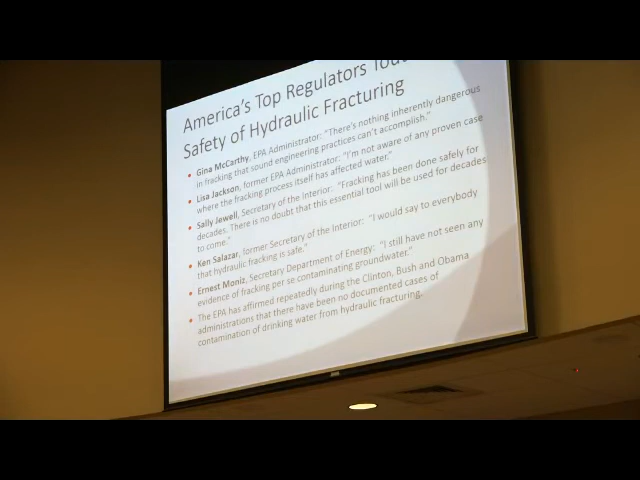 America's Top Regulators Tout
Safety of Hydraulic Fracturing
• Gina McCarthy, EPA Administrator: "There's nothing inherently dangerous
in fracking that sound engineering practices can't accomplish."
• Lisa Jackson, former EPA Administrator: "I'm not aware of any proven case
where the fracking process itself has affected water."
• Sally Jewell, Secretary of the Interior: "Fracking has been done safely for
decades. There is no doubt that this essential tool will be used for decades
to come."
• Ken Salazar, former Secretary of the Interior: "I would say to everybody
that hydraulic fracking is safe."
• Ernest Moniz, Secretary Department of Energy: "I still have not seen any
evidence of fracking per se contaminating groundwater."
• The EPA has affirmed repeatedly during the Clinton, Bush and Obama
administrations that there have been no documented cases of
contamination of drinking water from hydraulic fracturing.